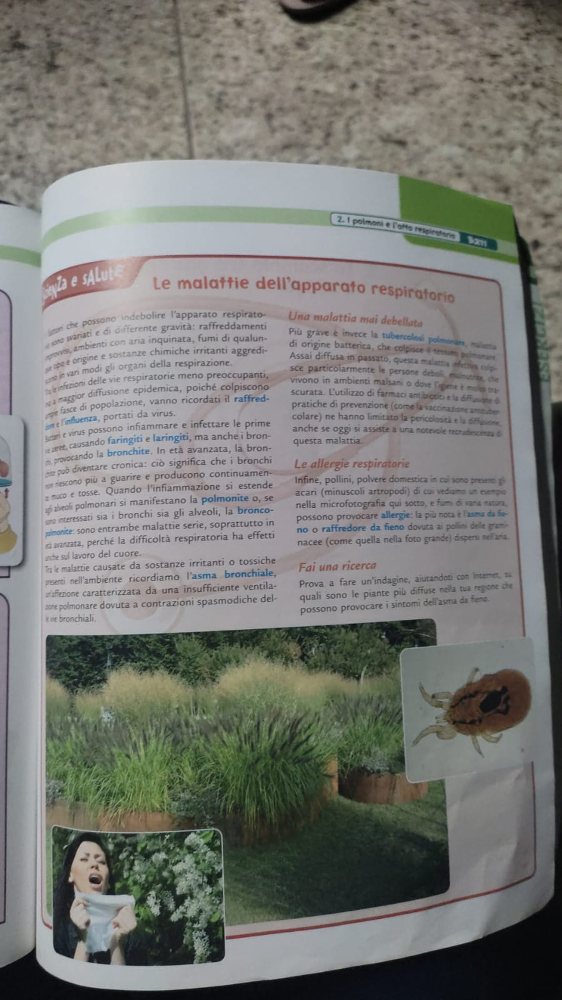 2. I polmoni e l'atto respiratorio
Scienza e salute
Le malattie dell'apparato respiratorio
fattori che possono indebolire l'apparato respirato-
sono svariati e di differente gravità: raffreddamenti
improvvisi, ambienti con aria inquinata, fumi di qualun-
que tipo e origine e sostanze chimiche irritanti aggredi-
scono in vari modi gli organi della respirazione.
Tra le infezioni delle vie respiratorie meno preoccupanti,
ma a maggior diffusione epidemica, poiché colpiscono
ampie fasce di popolazione, vanno ricordati il raffred-
dore e l'influenza, portati da virus.
Batteri e virus possono infiammare e infettare le prime
vie aeree, causando faringiti e laringiti, ma anche i bron-
chi, provocando la bronchite. In età avanzata, la bron-
chite può diventare cronica: ciò significa che i bronchi
non riescono più a guarire e producono continuamen-
te muco e tosse. Quando l'infiammazione si estende
agli alveoli polmonari si manifestano la polmonite o, se
sono interessati sia i bronchi sia gli alveoli, la bronco-
polmonite: sono entrambe malattie serie, soprattutto in
età avanzata, perché la difficoltà respiratoria ha effetti
anche sul lavoro del cuore.
Tra le malattie causate da sostanze irritanti o tossiche
presenti nell'ambiente ricordiamo l'asma bronchiale,
un'affezione caratterizzata da una insufficiente ventila-
zione polmonare dovuta a contrazioni spasmodiche del-
le vie bronchiali.
Una malattia mai debellata
Più grave è invece la tubercolosi polmonare, malattia
di origine batterica, che colpisce il tessuto polmonare.
Assai diffusa in passato, questa malattia infettiva colpi-
sce particolarmente le persone deboli, malnutrite, che
vivono in ambienti malsani o dove l'igiene è molto tra-
scurata. L'utilizzo di farmaci antibiotici e la diffusione di
pratiche di prevenzione (come la vaccinazione antituber-
colare) ne hanno limitato la pericolosità e la diffusione,
anche se oggi si assiste a una notevole recrudescenza di
questa malattia.
Le allergie respiratorie
Infine, pollini, polvere domestica in cui sono presenti gli
acari (minuscoli artropodi) di cui vediamo un esempio
nella microfotografia qui sotto, e fumi di varia natura,
possono provocare allergie: la più nota è l'asma da fie-
no o raffredore da fieno dovuta ai pollini delle grami-
nacee (come quella nella foto grande) dispersi nell'aria.
Fai una ricerca
Prova a fare un'indagine, aiutandoti con Internet, su
quali sono le piante più diffuse nella tua regione che
possono provocare i sintomi dell'asma da fieno.